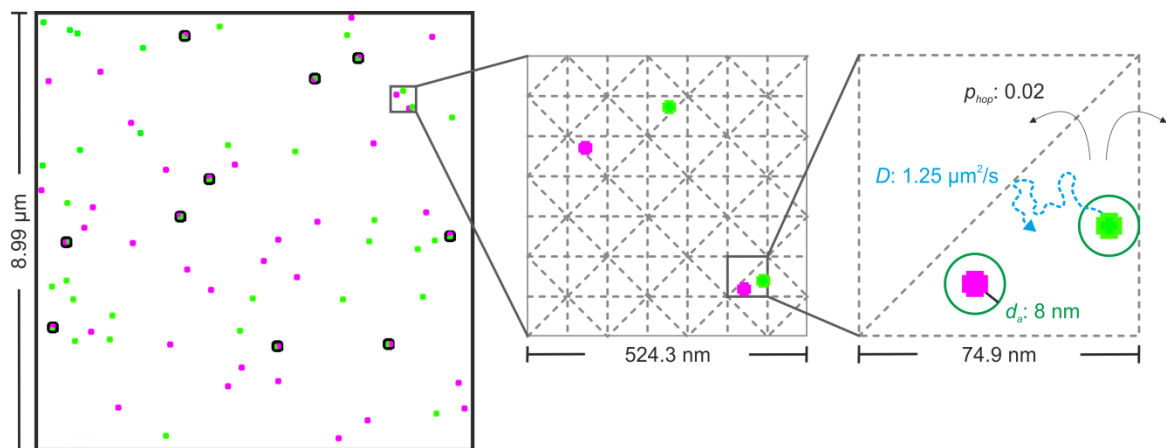 8.99 μm
524.3 nm
p_hop: 0.02
D: 1.25 μm²/s
d_a: 8 nm
74.9 nm